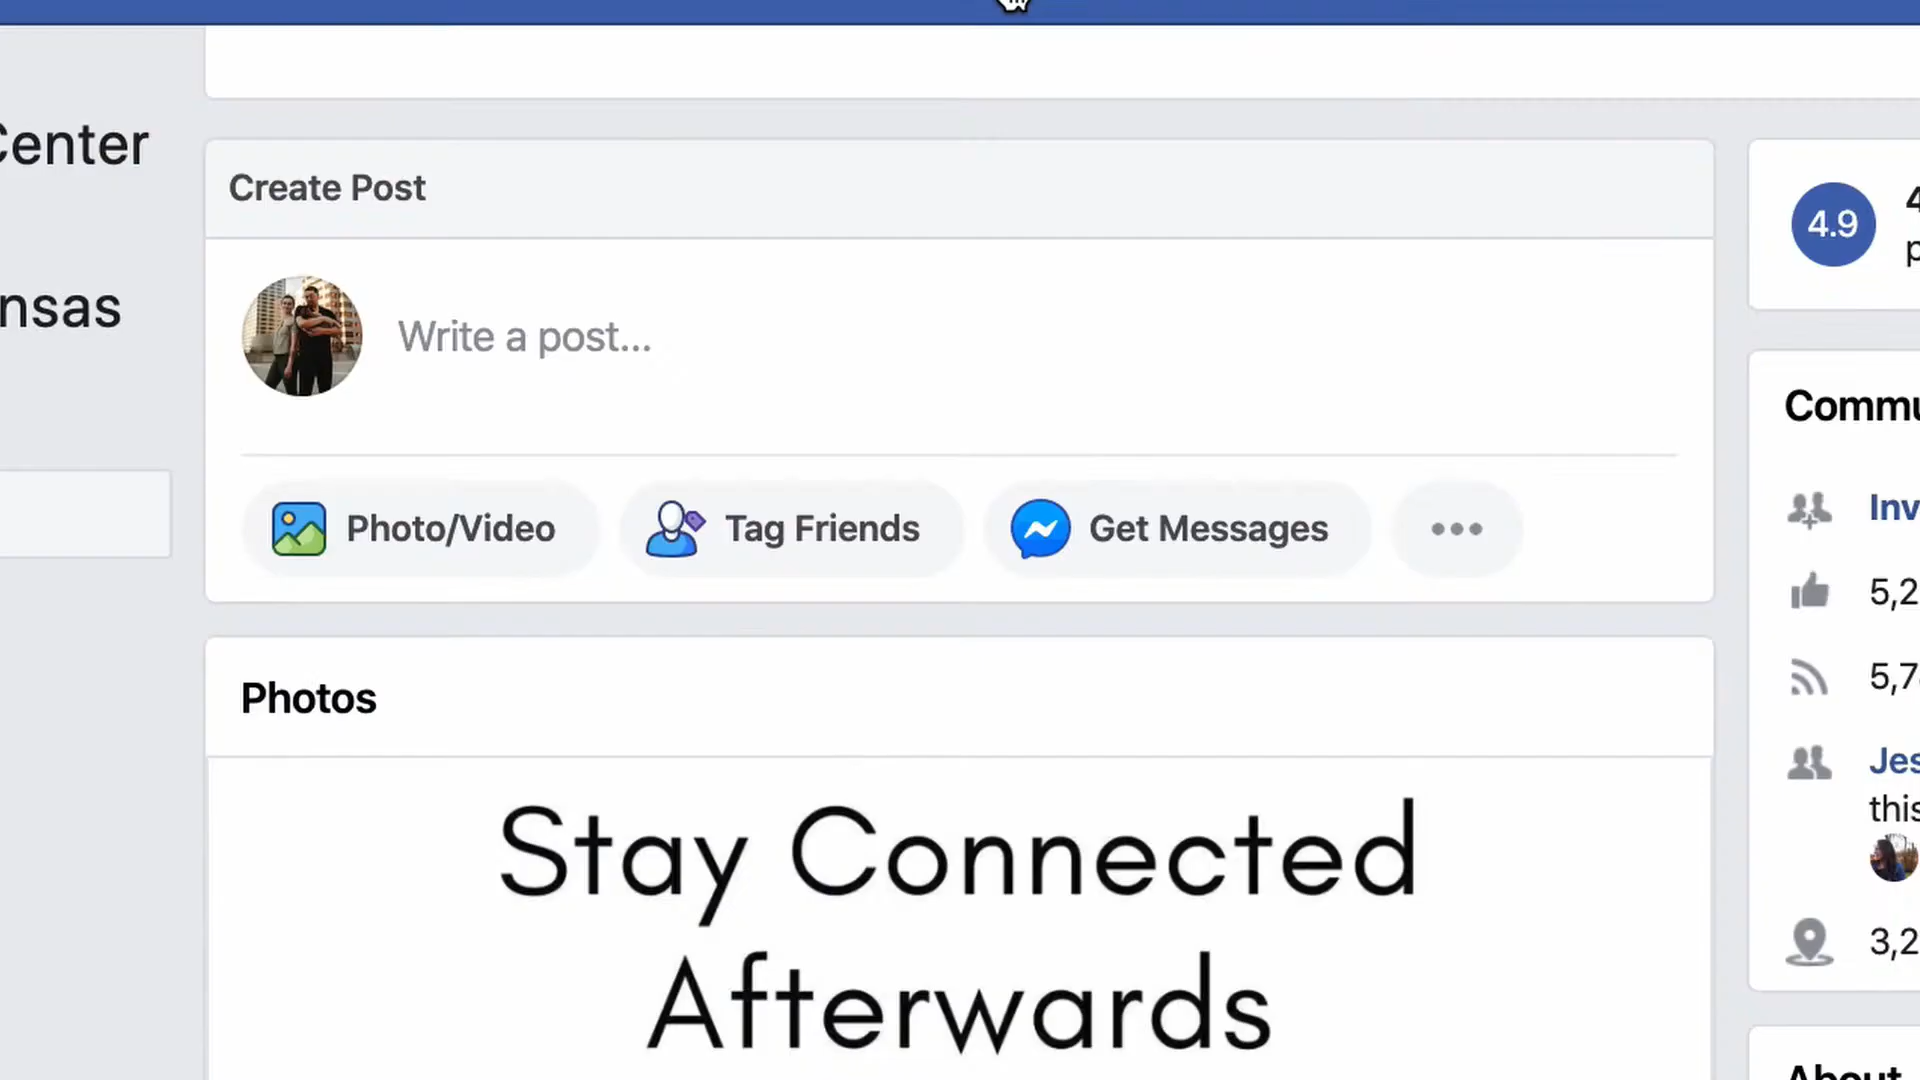 Center
nsas
Create Post
Write a post...
Photo/Video
Tag Friends
Get Messages
Photos
Stay Connected
Afterwards
4.9
4
p
Commu
Inv
5,2
5,7
Jes
this
3,2
About